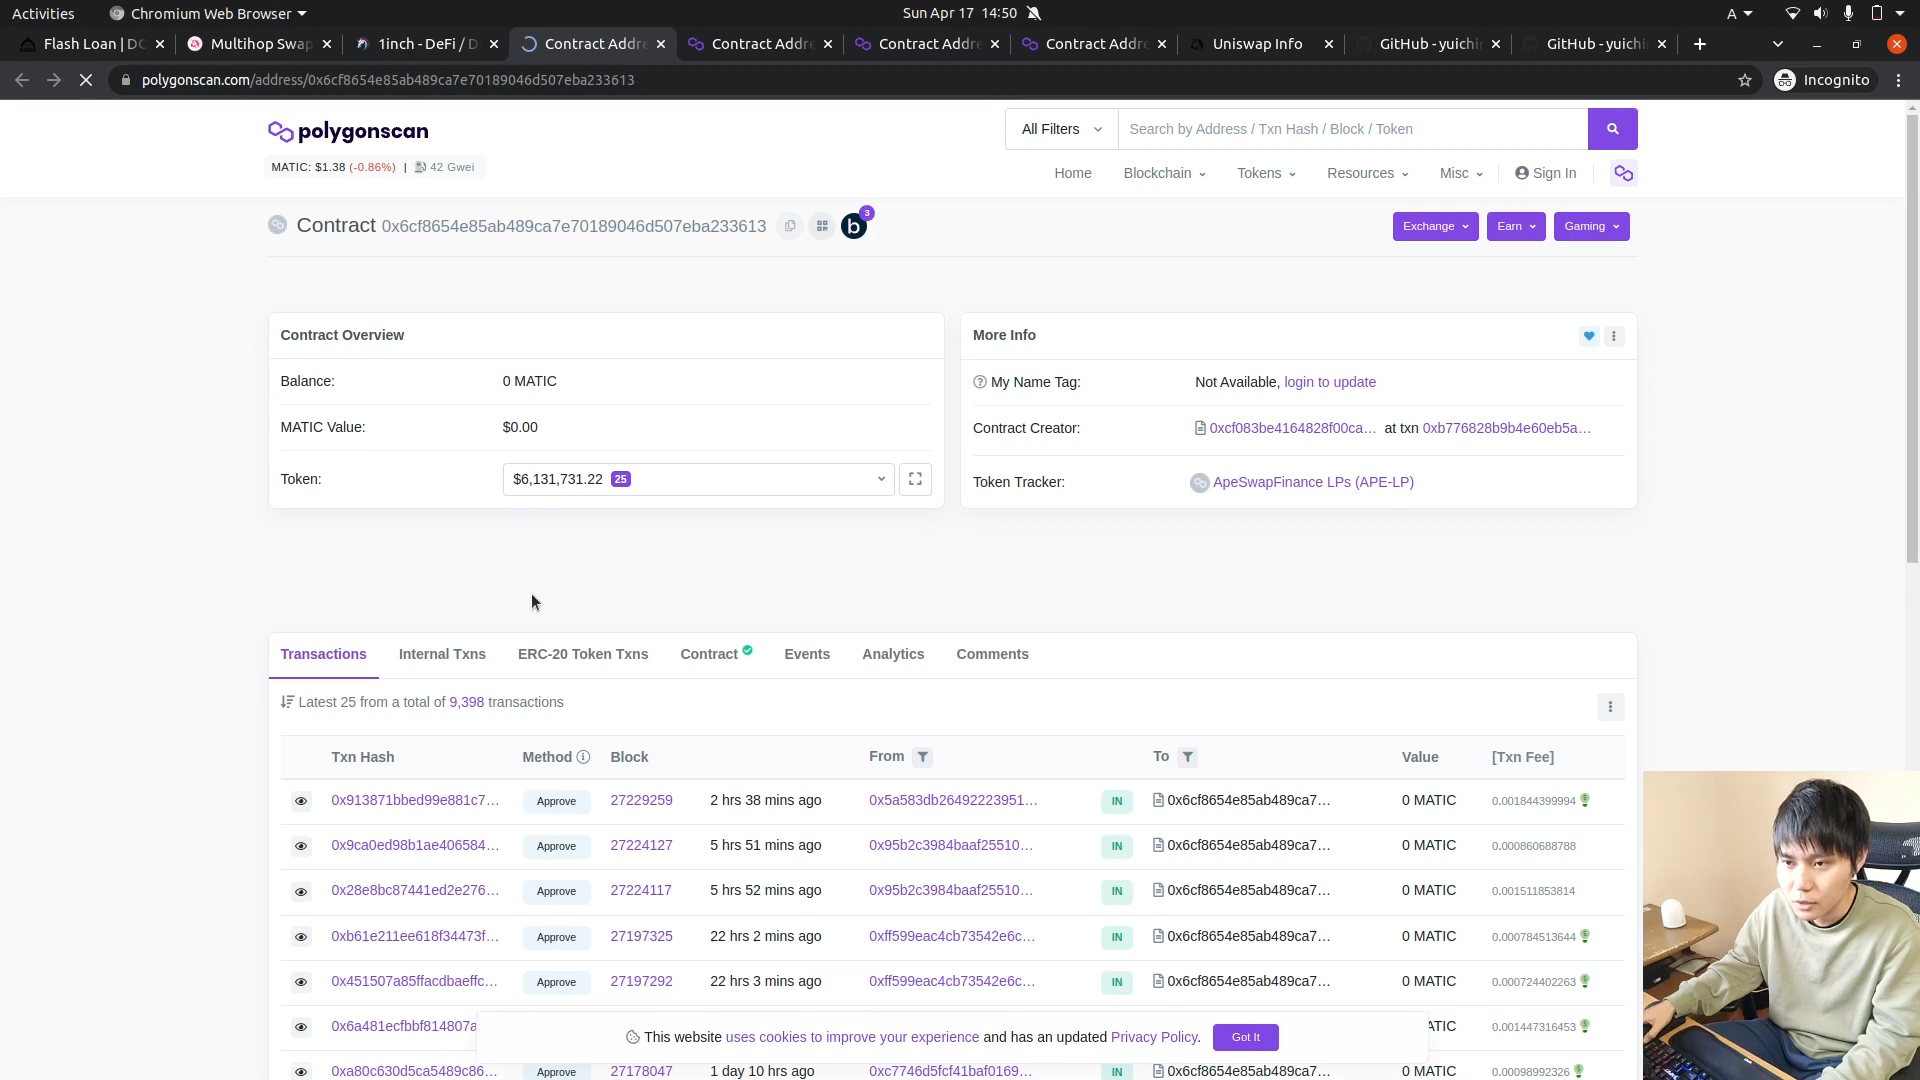 Activities Chromium Web Browser Sun Apr 17 14:50 A
Flash Loan | DO Multihop Swap 1inch - DeFi / D Contract Addre Contract Addre Contract Addre Contract Addre Uniswap Info GitHub - yuichi GitHub - yuichi
polygonscan.com/address/0x6cf8654e85ab489ca7e70189046d507eba233613 Incognito
polygonscan
All Filters Search by Address / Txn Hash / Block / Token
MATIC: $1.38 (-0.86%) | 42 Gwei
Home Blockchain Tokens Resources Misc Sign In
Contract 0x6cf8654e85ab489ca7e70189046d507eba233613 b 3
Exchange Earn Gaming
Contract Overview
Balance: 0 MATIC
MATIC Value: $0.00
Token: $6,131,731.22 25
More Info
My Name Tag: Not Available, login to update
Contract Creator: 0xcf083be4164828f00ca... at txn 0xb776828b9b4e60eb5a...
Token Tracker: ApeSwapFinance LPs (APE-LP)
Transactions Internal Txns ERC-20 Token Txns Contract Events Analytics Comments
Latest 25 from a total of 9,398 transactions
Txn Hash Method Block From To Value [Txn Fee]
0x913871bbed99e881c7... Approve 27229259 2 hrs 38 mins ago 0x5a583db26492223951... IN 0x6cf8654e85ab489ca7... 0 MATIC 0.001844399994
0x9ca0ed98b1ae406584... Approve 27224127 5 hrs 51 mins ago 0x95b2c3984baaf25510... IN 0x6cf8654e85ab489ca7... 0 MATIC 0.000860688788
0x28e8bc87441ed2e276... Approve 27224117 5 hrs 52 mins ago 0x95b2c3984baaf25510... IN 0x6cf8654e85ab489ca7... 0 MATIC 0.001511853814
0xb61e211ee618f34473f... Approve 27197325 22 hrs 2 mins ago 0xff599eac4cb73542e6c... IN 0x6cf8654e85ab489ca7... 0 MATIC 0.000784513644
0x451507a85ffacdbaeffc... Approve 27197292 22 hrs 3 mins ago 0xff599eac4cb73542e6c... IN 0x6cf8654e85ab489ca7... 0 MATIC 0.000724402263
0x6a481ecfbbf814807a ATIC 0.001447316453
This website uses cookies to improve your experience and has an updated Privacy Policy. Got It
0xa80c630d5ca5489c86... Approve 27178047 1 day 10 hrs ago 0xc7746d5fcf41baf0169... IN 0x6cf8654e85ab489ca7... 0 MATIC 0.00098992326